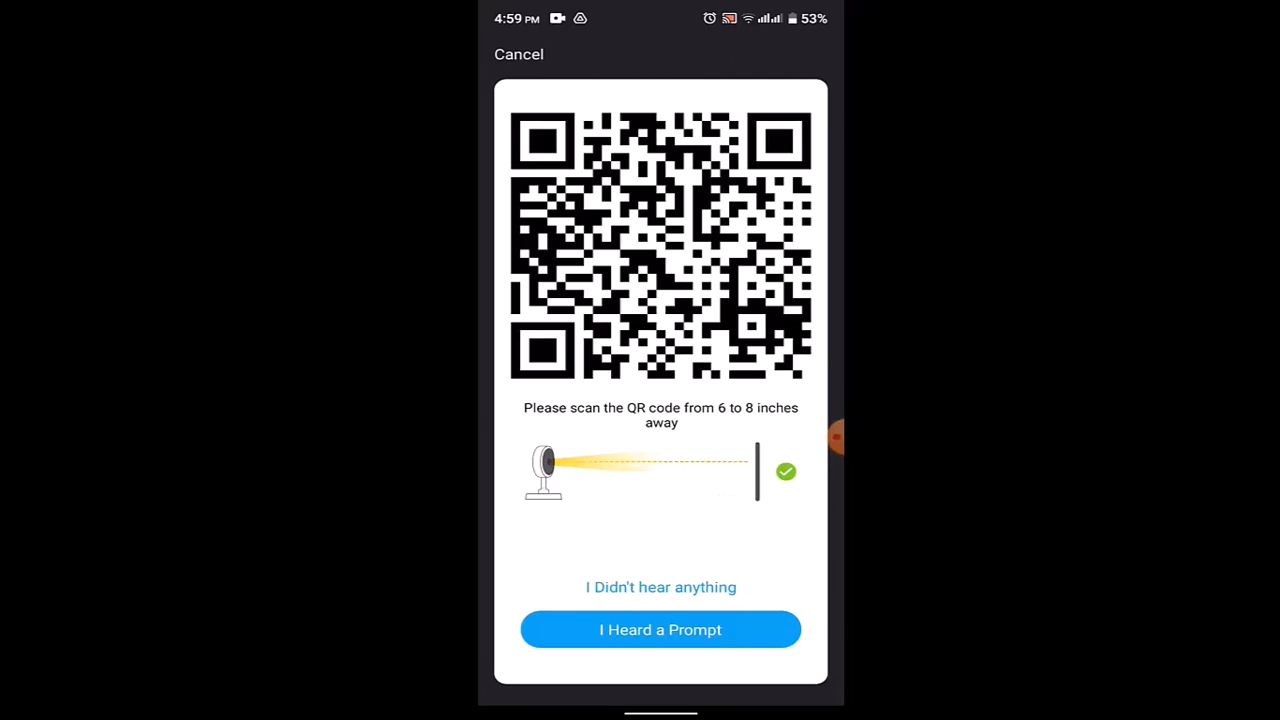 4:59 PM 53%
Cancel
Please scan the QR code from 6 to 8 inches
away
I Didn't hear anything
I Heard a Prompt